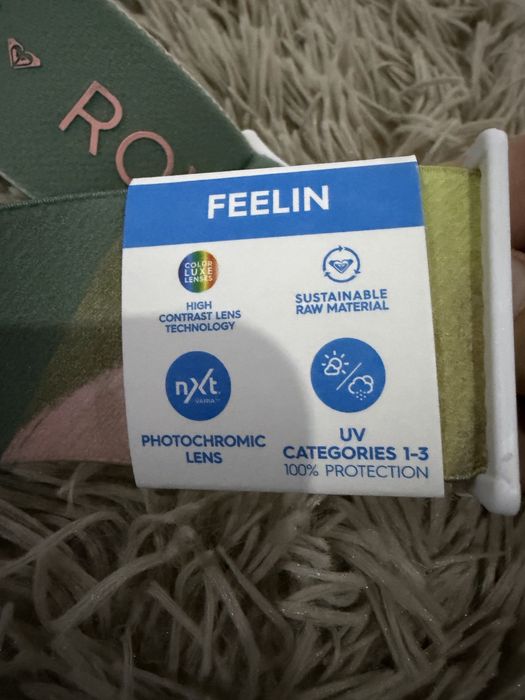 RO
FEELIN
COLOR
LUXE
LENSES
HIGH
CONTRAST LENS
TECHNOLOGY
SUSTAINABLE
RAW MATERIAL
nxt
VARIA™
PHOTOCHROMIC
LENS
UV
CATEGORIES 1-3
100% PROTECTION